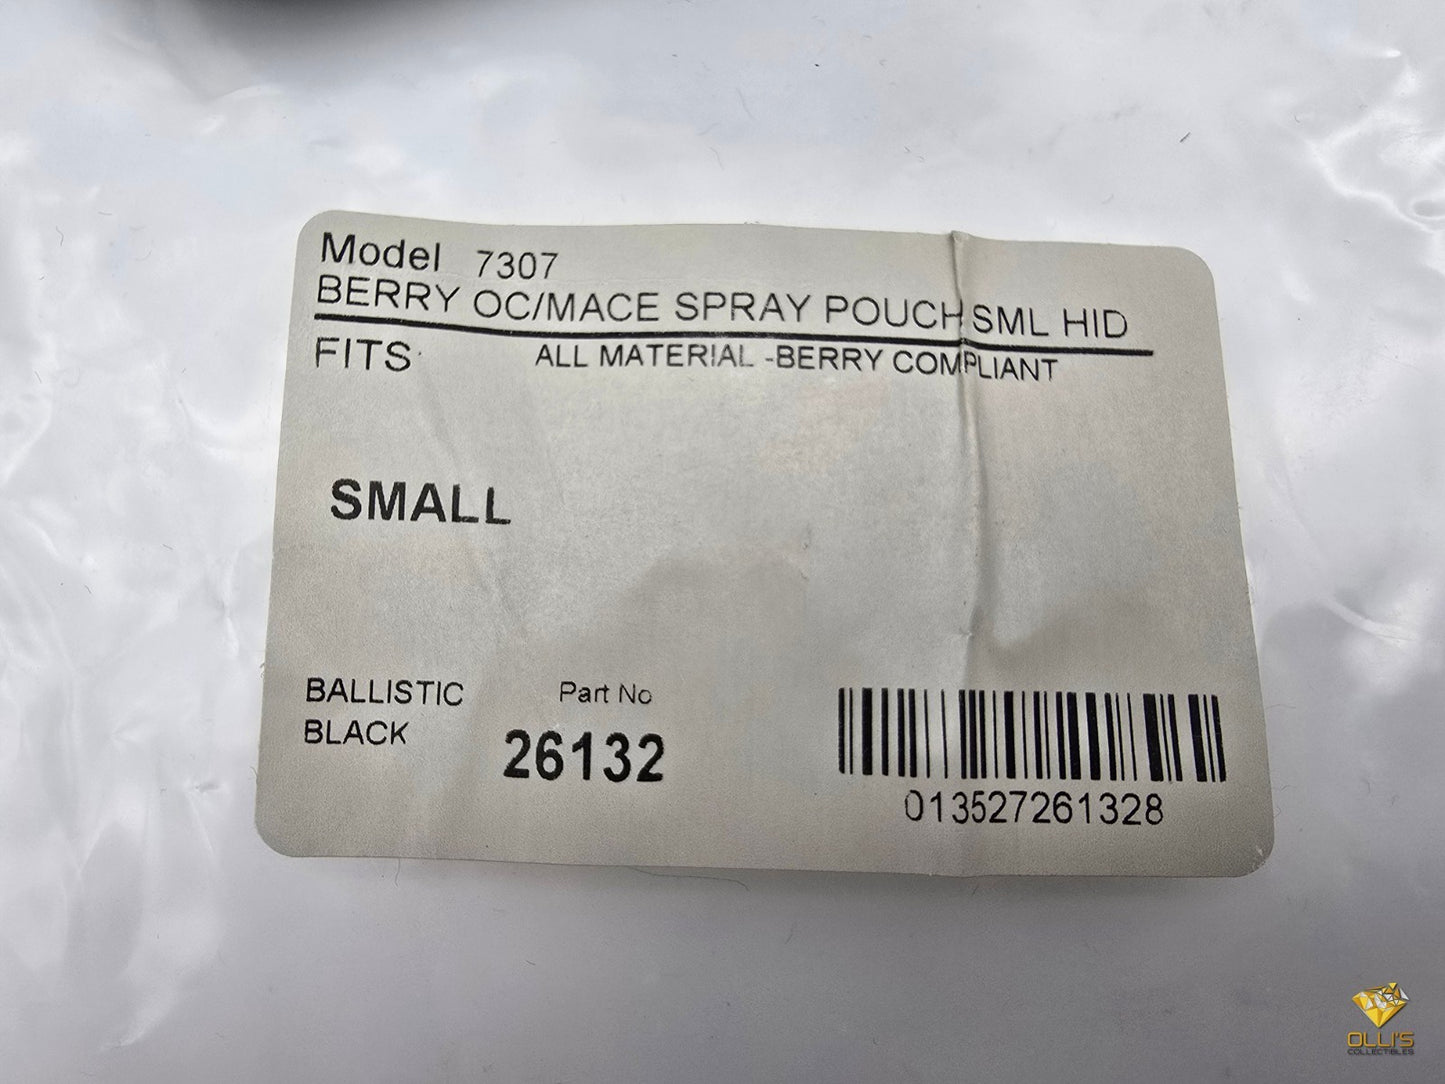 Model 7307
BERRY OC/MACE SPRAY POUCH SML HID
FITS ALL MATERIAL -BERRY COMPLIANT
SMALL
BALLISTIC Part No
BLACK 26132
013527261328
OLLI'S
COLLECTIBLES